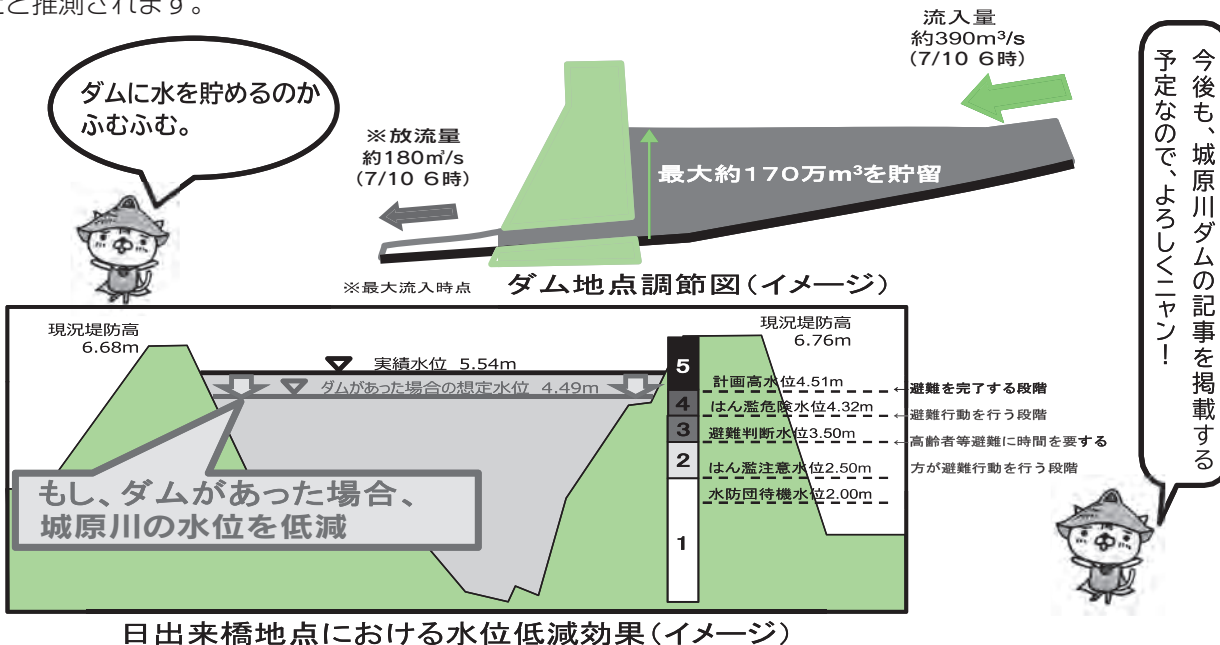 と推測されます。
流入量
約390m³/s
(7/10 6時)
ダムに水を貯めるのか
ふむふむ。
※放流量
約180㎥/s
(7/10 6時)
最大約170万m³を貯留
※最大流入時点
ダム地点調節図(イメージ)
今後も、城原川ダムの記事を掲載する
予定なので、よろしくニャン！
現況堤防高
6.68m
現況堤防高
6.76m
実績水位 5.54m
ダムがあった場合の想定水位 4.49m
5
4
3
2
1
計画高水位4.51m
←避難を完了する段階
はん濫危険水位4.32m
←避難行動を行う段階
避難判断水位3.50m
←高齢者等避難に時間を要する
方が避難行動を行う段階
はん濫注意水位2.50m
水防団待機水位2.00m
もし、ダムがあった場合、
城原川の水位を低減
日出来橋地点における水位低減効果(イメージ)